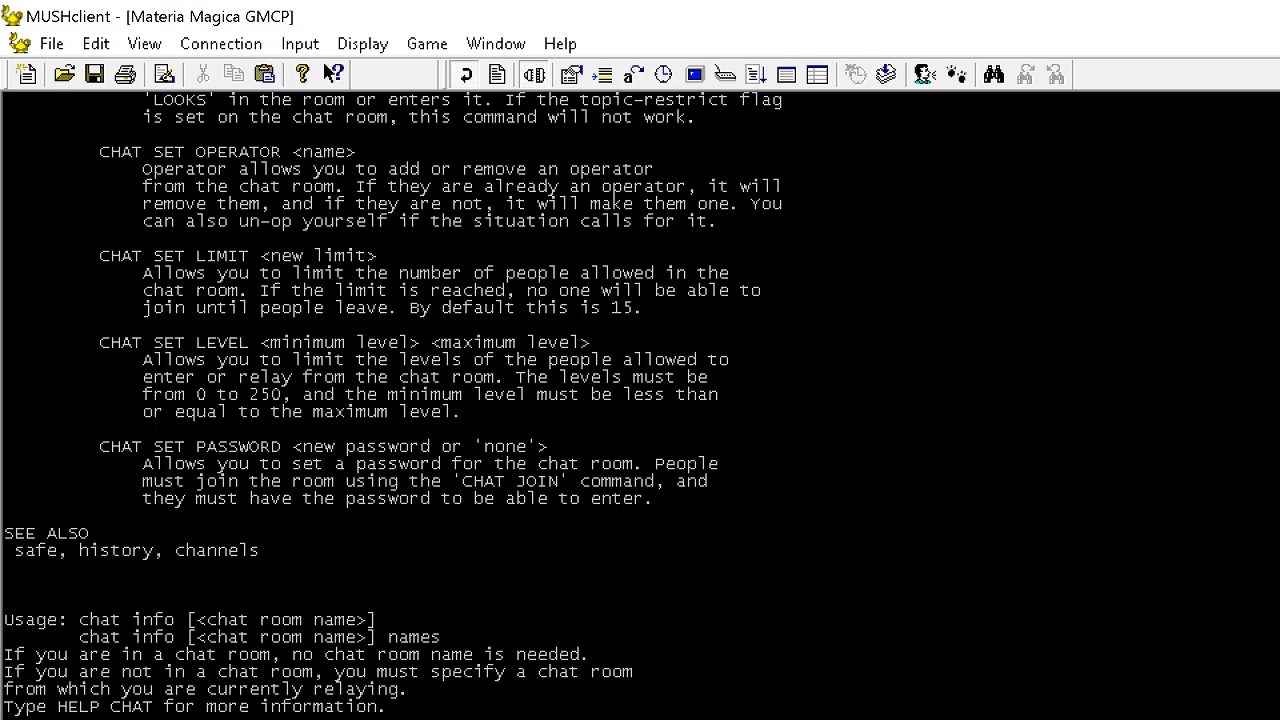 MUSHclient - [Materia Magica GMCP]
File Edit View Connection Input Display Game Window Help
'LOOKS' in the room or enters it. If the topic-restrict flag
is set on the chat room, this command will not work.
CHAT SET OPERATOR <name>
Operator allows you to add or remove an operator
from the chat room. If they are already an operator, it will
remove them, and if they are not, it will make them one. You
can also un-op yourself if the situation calls for it.
CHAT SET LIMIT <new limit>
Allows you to limit the number of people allowed in the
chat room. If the limit is reached, no one will be able to
join until people leave. By default this is 15.
CHAT SET LEVEL <minimum level> <maximum level>
Allows you to limit the levels of the people allowed to
enter or relay from the chat room. The levels must be
from 0 to 250, and the minimum level must be less than
or equal to the maximum level.
CHAT SET PASSWORD <new password or 'none'>
Allows you to set a password for the chat room. People
must join the room using the 'CHAT JOIN' command, and
they must have the password to be able to enter.
SEE ALSO
safe, history, channels
Usage: chat info [<chat room name>]
chat info [<chat room name>] names
If you are in a chat room, no chat room name is needed.
If you are not in a chat room, you must specify a chat room
from which you are currently relaying.
Type HELP CHAT for more information.